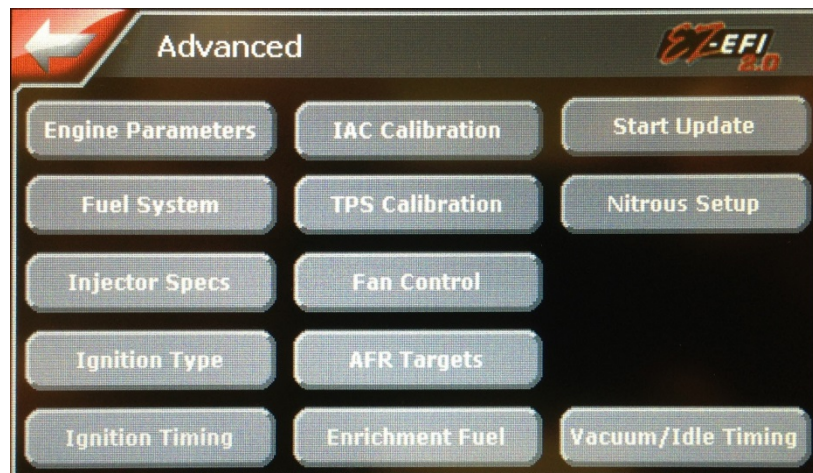 Advanced
EZ-EFI
2.0
Engine Parameters
IAC Calibration
Start Update
Fuel System
TPS Calibration
Nitrous Setup
Injector Specs
Fan Control
Ignition Type
AFR Targets
Ignition Timing
Enrichment Fuel
Vacuum/Idle Timing